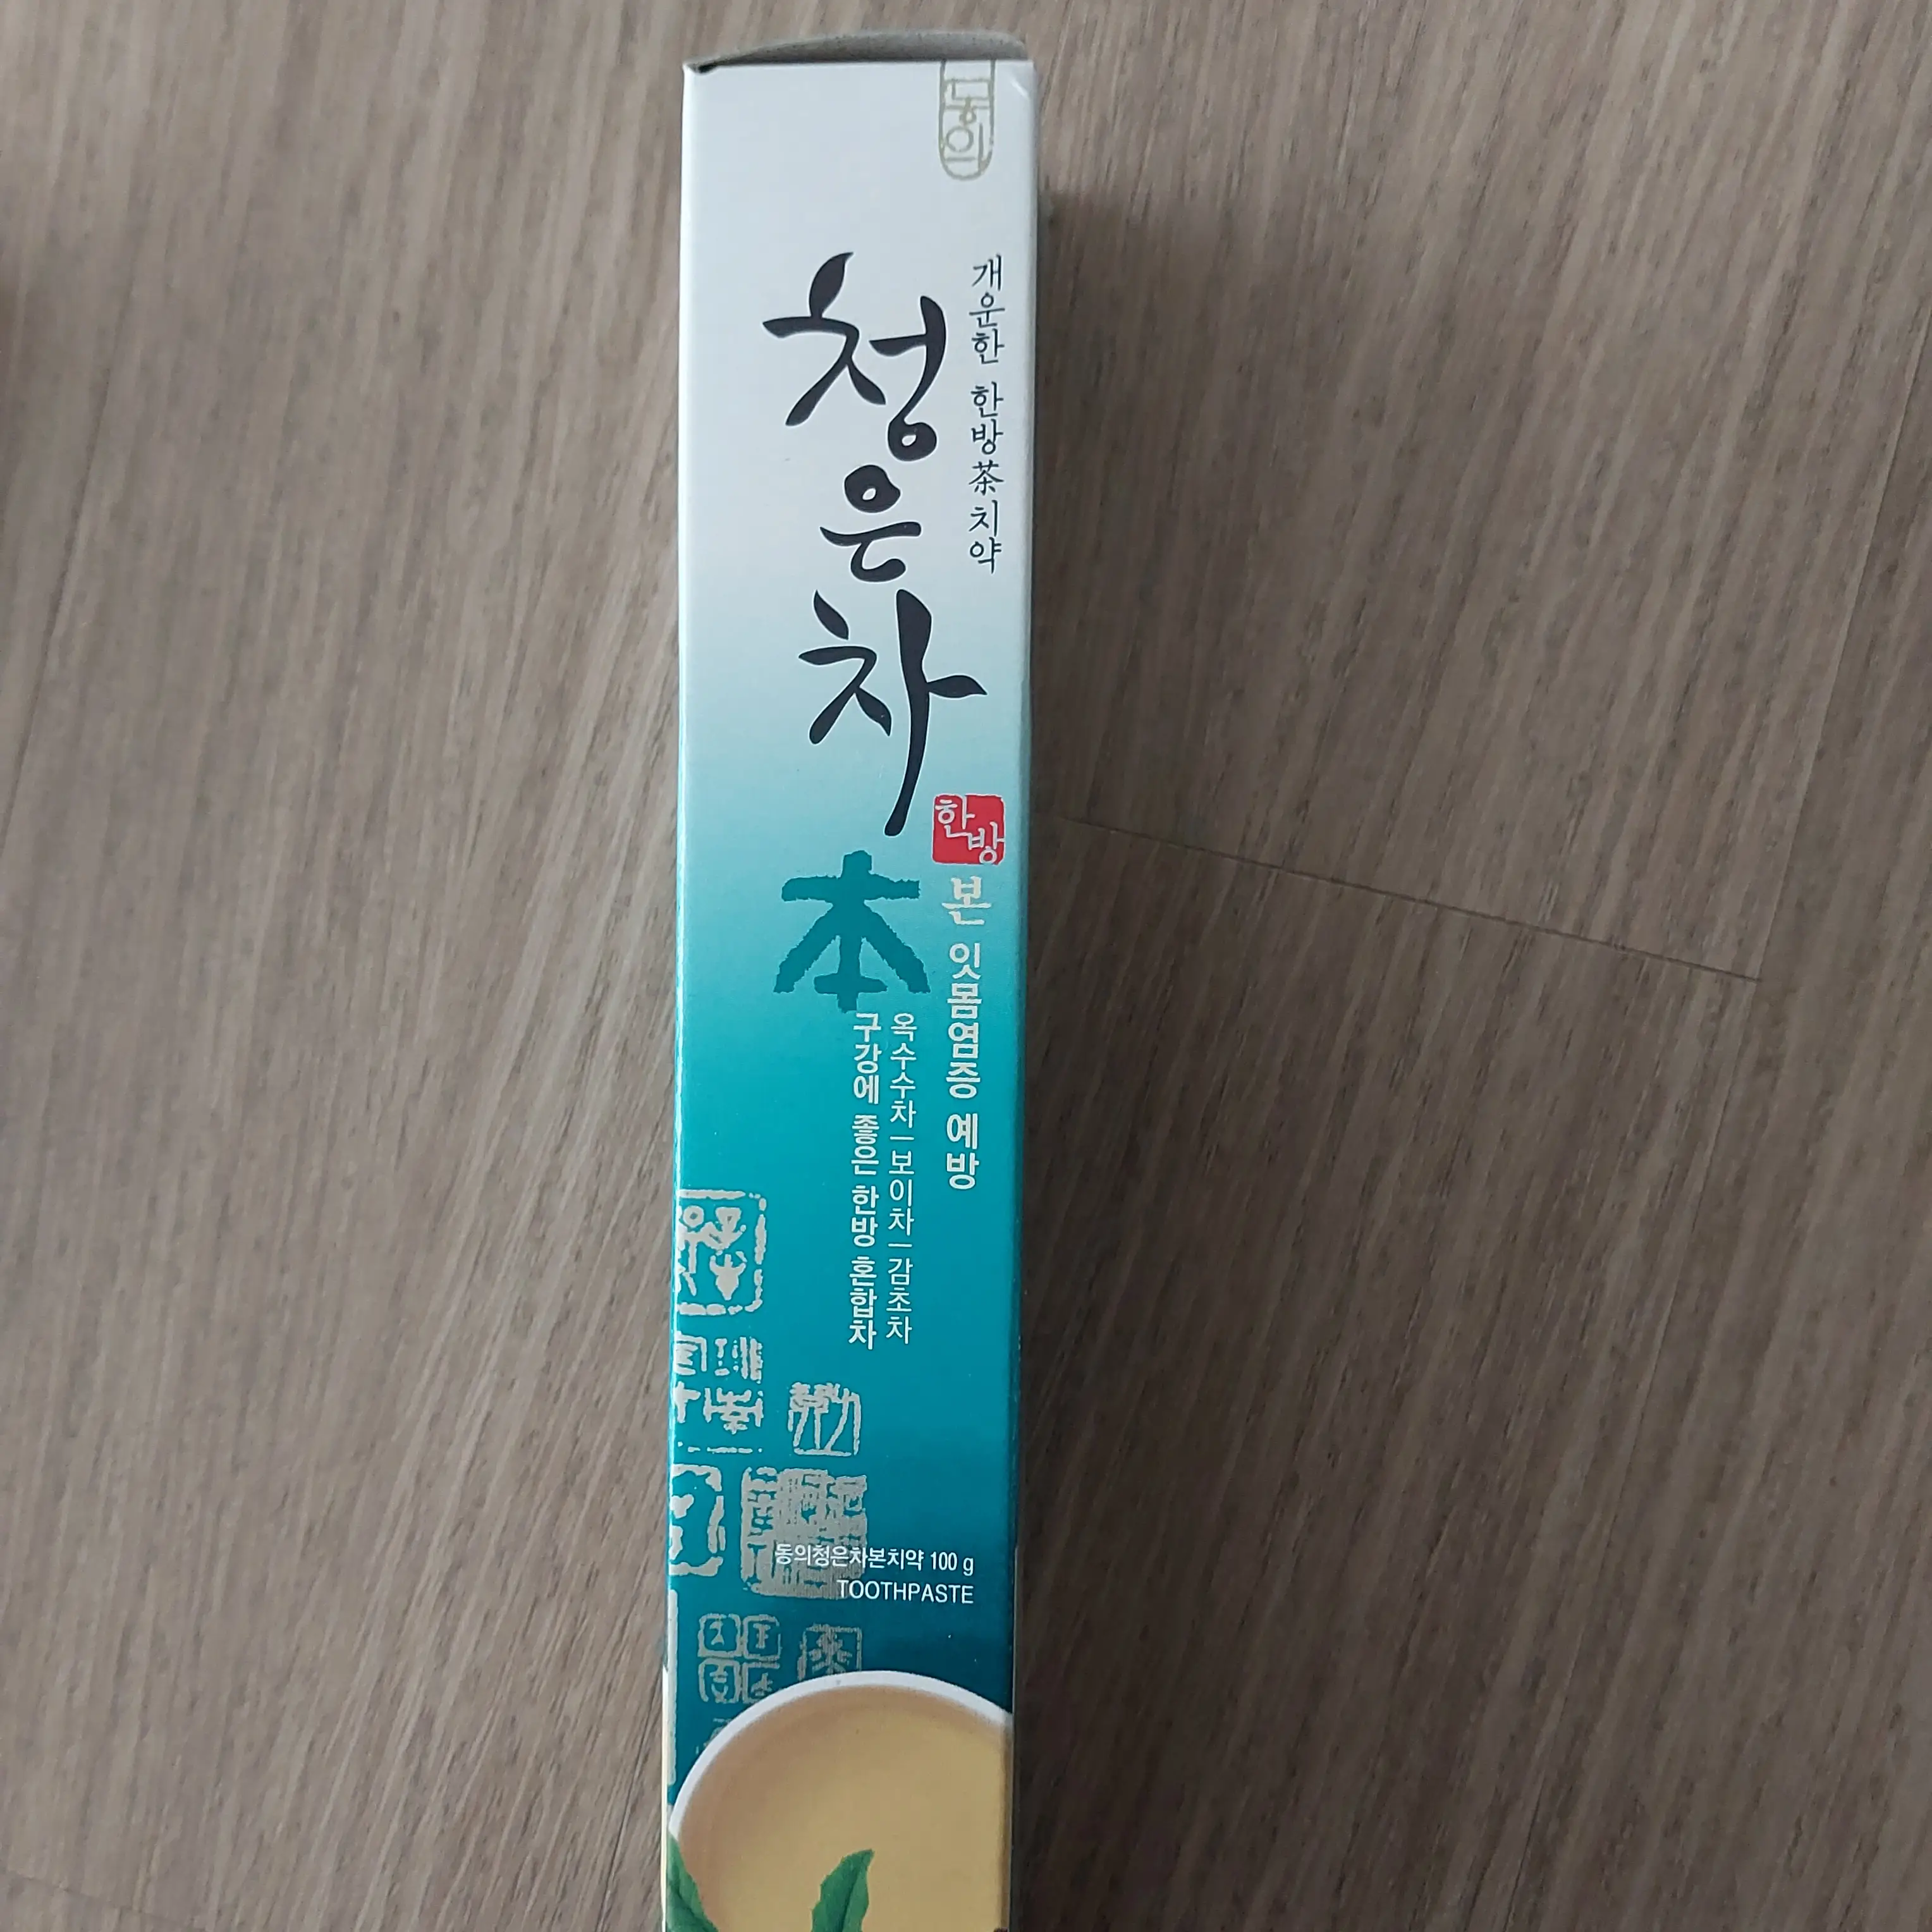 동의
개운한 한방茶치약
청은차
한방
本
본 잇몸염증 예방
옥수수차|보이차|감초차
구강에 좋은 한방 혼합차
동의청은차본치약 100 g
TOOTHPASTE